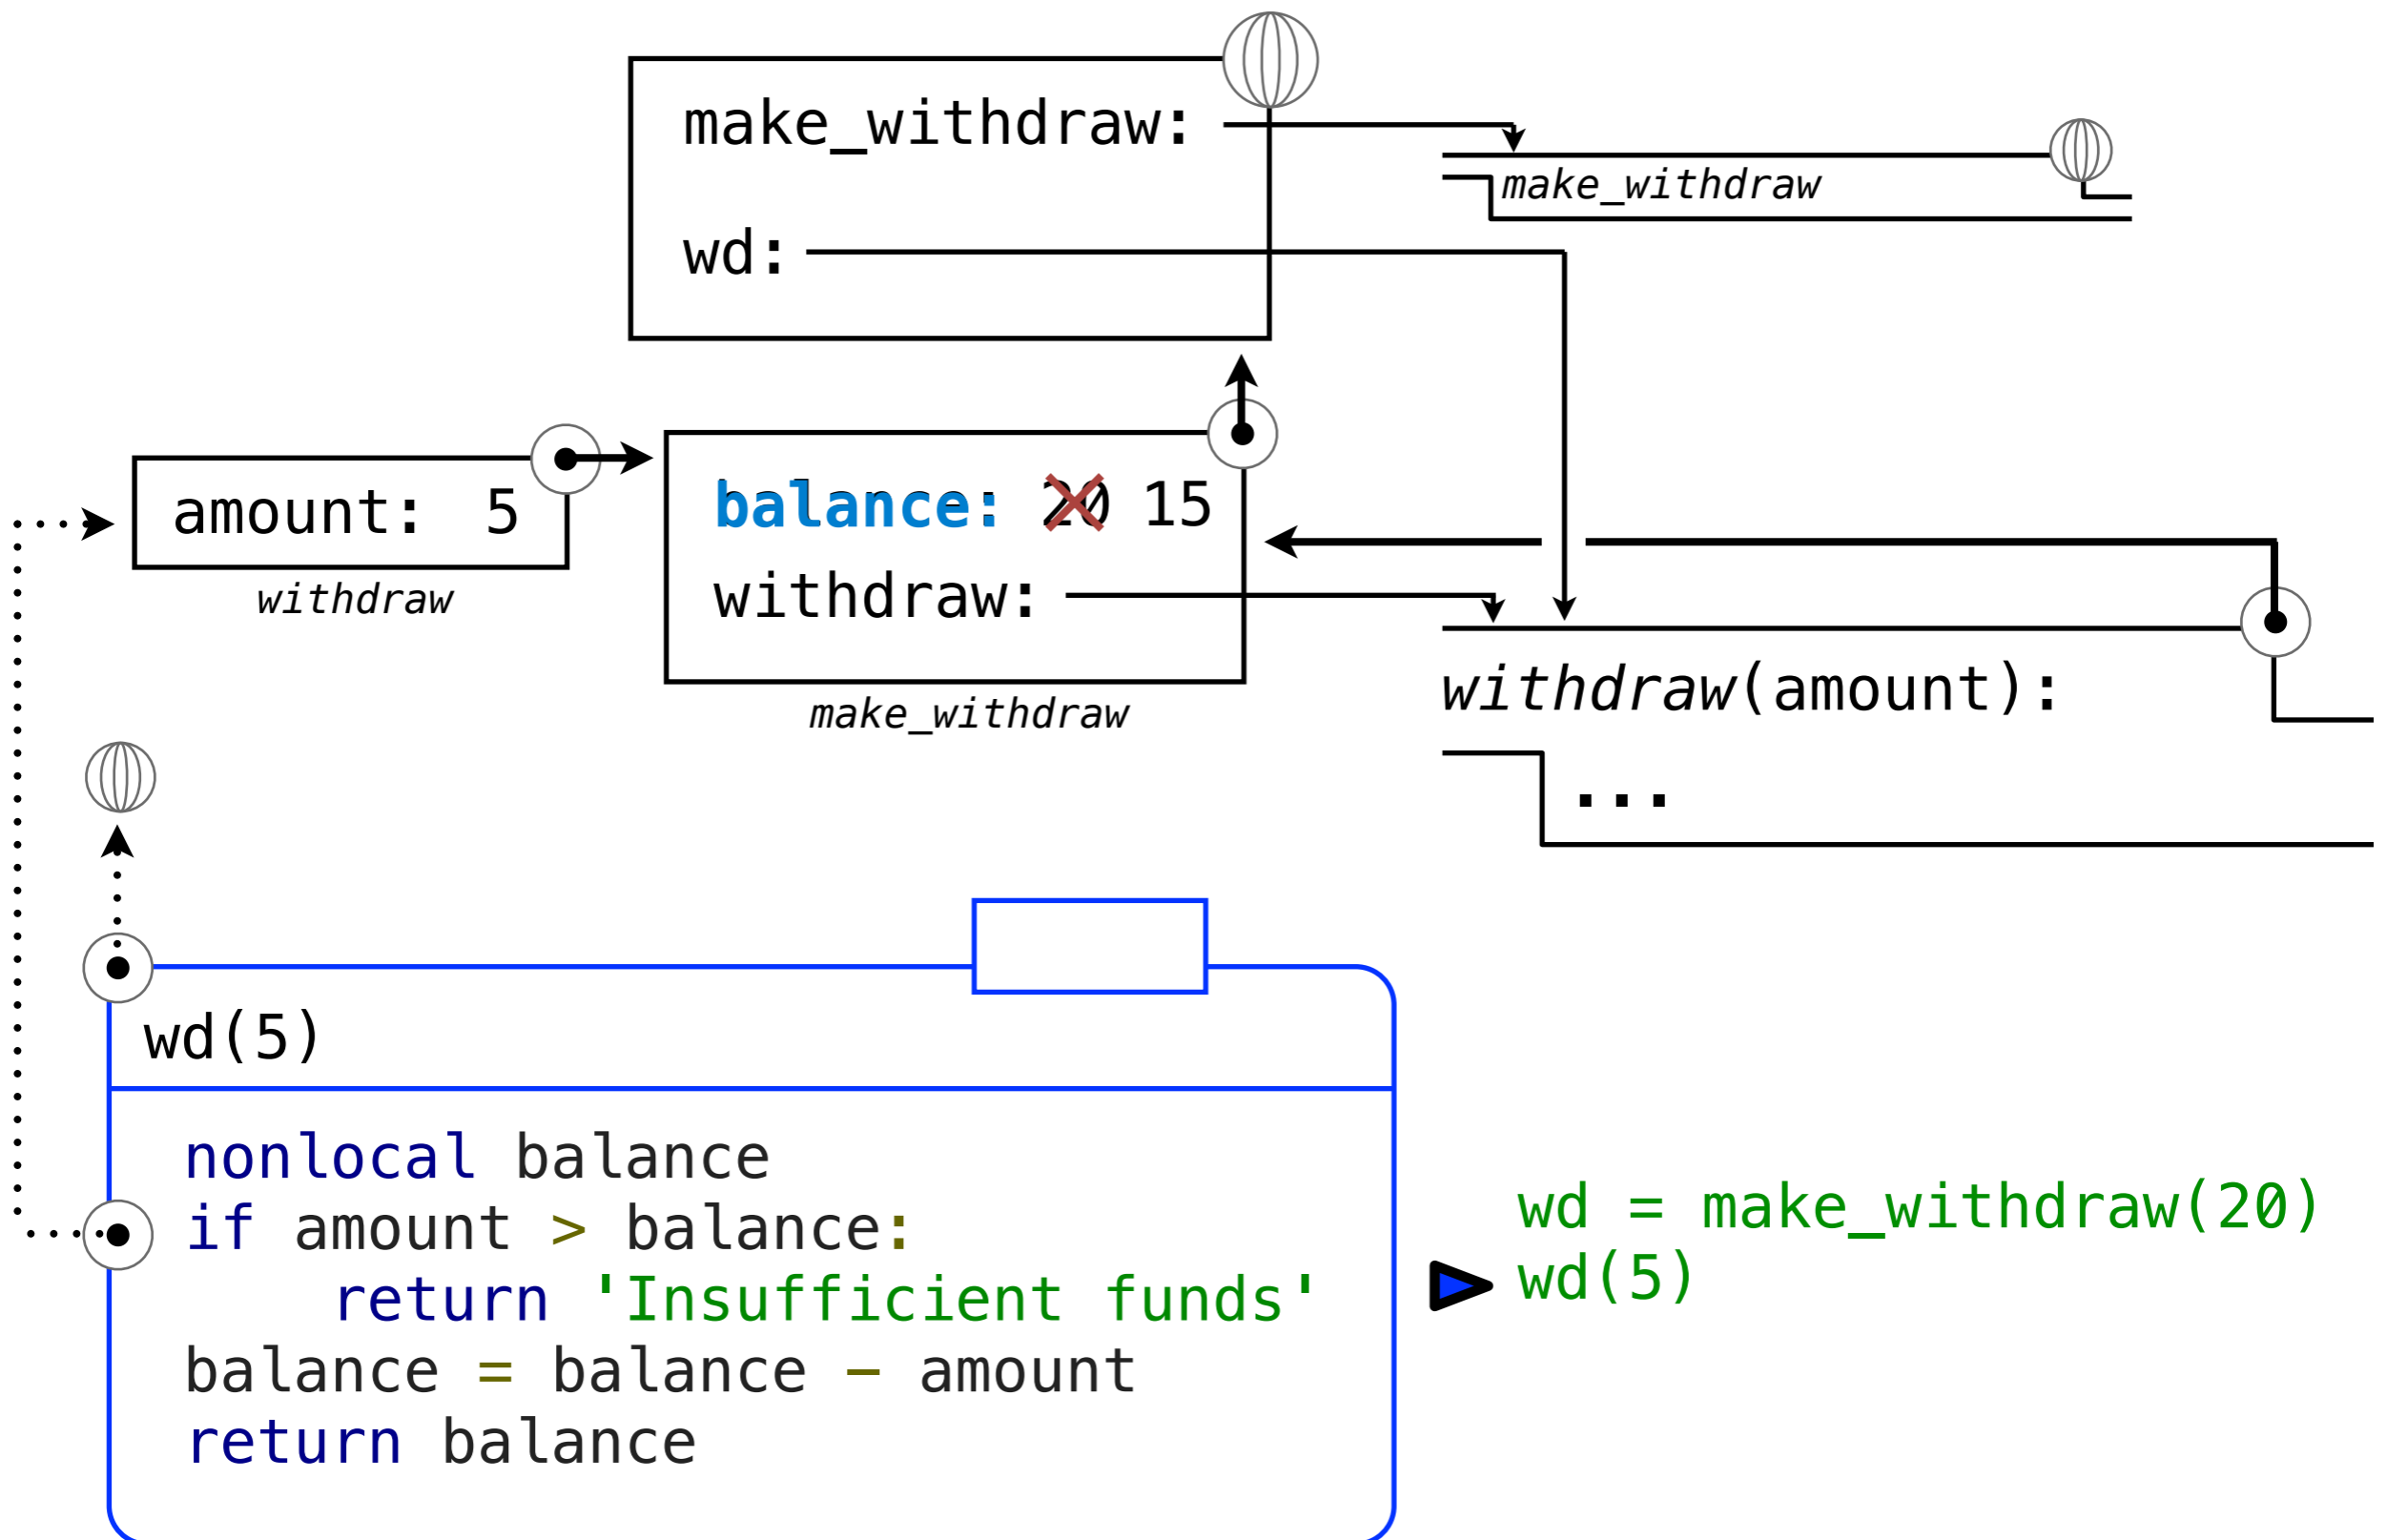 make_withdraw:
make_withdraw
wd:
amount: 5
withdraw
balance: 20 15
withdraw:
make_withdraw
withdraw(amount):
...
wd(5)
nonlocal balance
if amount > balance:
    return 'Insufficient funds'
balance = balance – amount
return balance
wd = make_withdraw(20)
wd(5)